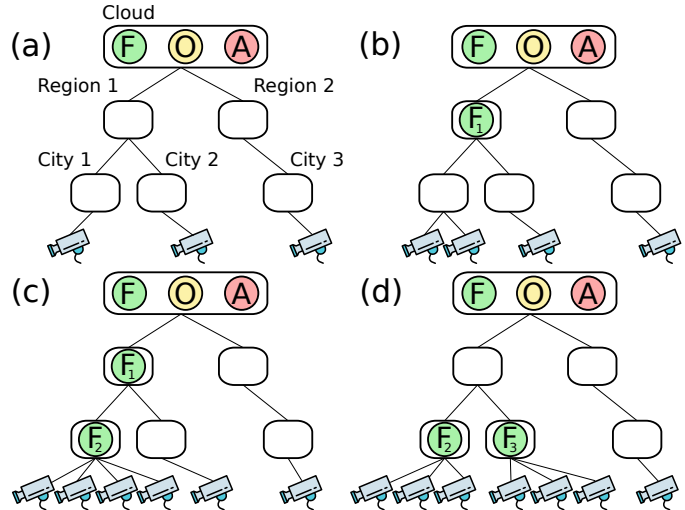 Cloud
(a) F O A
Region 1 Region 2
City 1 City 2 City 3
(b) F O A
F1
(c) F O A
F1
F2
(d) F O A
F2 F3